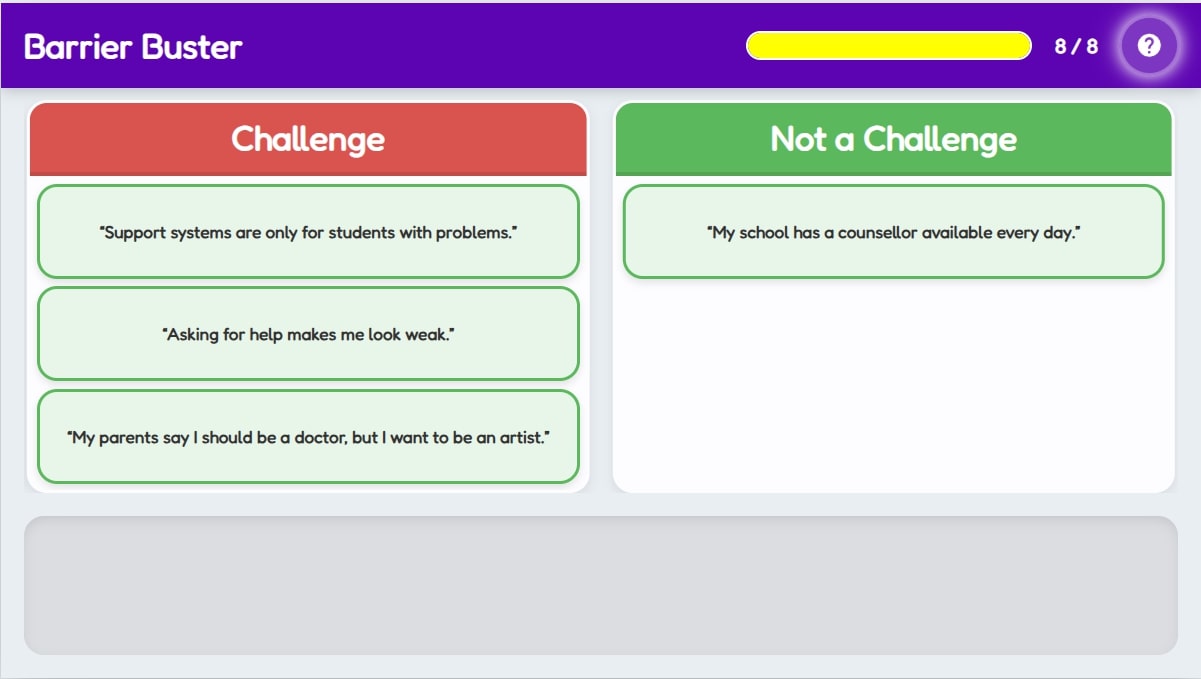 Barrier Buster
8 / 8
?
Challenge
Not a Challenge
"Support systems are only for students with problems."
"My school has a counsellor available every day."
"Asking for help makes me look weak."
"My parents say I should be a doctor, but I want to be an artist."